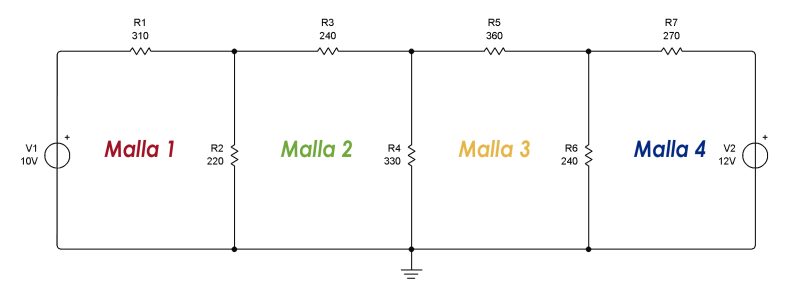 R1
310
R3
240
R5
360
R7
270
+
V1
10V
Malla 1
R2
220
Malla 2
R4
330
Malla 3
R6
240
Malla 4
+
V2
12V